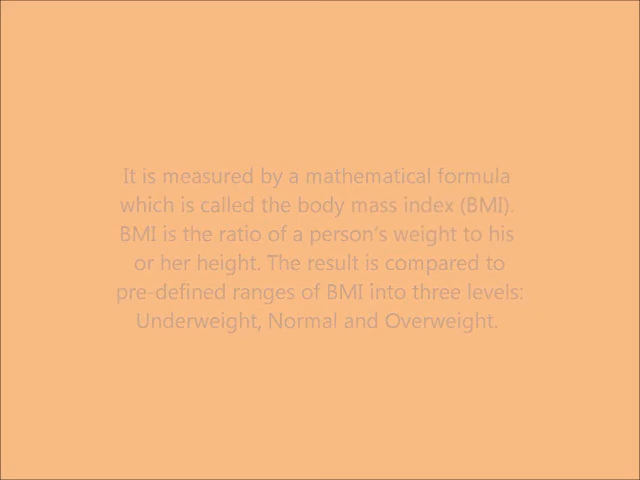 It is measured by a mathematical formula
which is called the body mass index (BMI).
BMI is the ratio of a person's weight to his
or her height. The result is compared to
pre-defined ranges of BMI into three levels:
Underweight, Normal and Overweight.